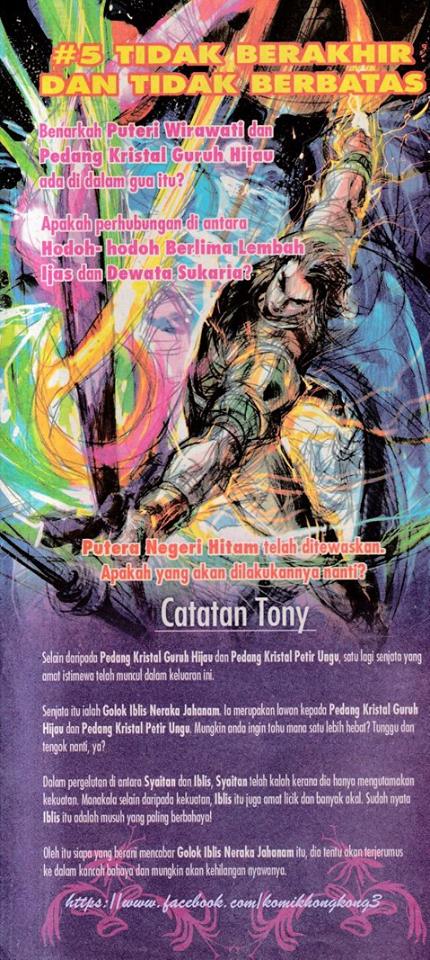 #5 TIDAK BERAKHIR
DAN TIDAK BERBATAS
Benarkah Puteri Wirawati dan
Pedang Kristal Guruh Hijau
ada di dalam gua itu?
Apakah perhubungan di antara
Hodoh- hodoh Berlima Lembah
Ijas dan Dewata Sukaria?
Putera Negeri Hitam telah ditewaskan.
Apakah yang akan dilakukannya nanti?
Catatan Tony
Selain daripada Pedang Kristal Guruh Hijau dan Pedang Kristal Petir Ungu, satu lagi senjata yang
amat istimewa telah muncul dalam keluaran ini.
Senjata itu ialah Golok Iblis Neraka Jahanam. Ia merupakan lawan kepada Pedang Kristal Guruh
Hijau dan Pedang Kristal Petir Ungu. Mungkin anda ingin tahu mana satu lebih hebat? Tunggu dan
tengok nanti, ya?
Dalam pergelutan di antara Syaitan dan Iblis, Syaitan telah kalah kerana dia hanya mengutamakan
kekuatan. Manakala selain daripada kekuatan, Iblis itu juga amat licik dan banyak akal. Sudah nyata
Iblis itu adalah musuh yang paling berbahaya!
Oleh itu siapa yang berani mencabar Golok Iblis Neraka Jahanam itu, dia tentu akan terjerumus
ke dalam kancah bahaya dan mungkin akan kehilangan nyawanya.
https://www.facebook.com/komikhongkong3